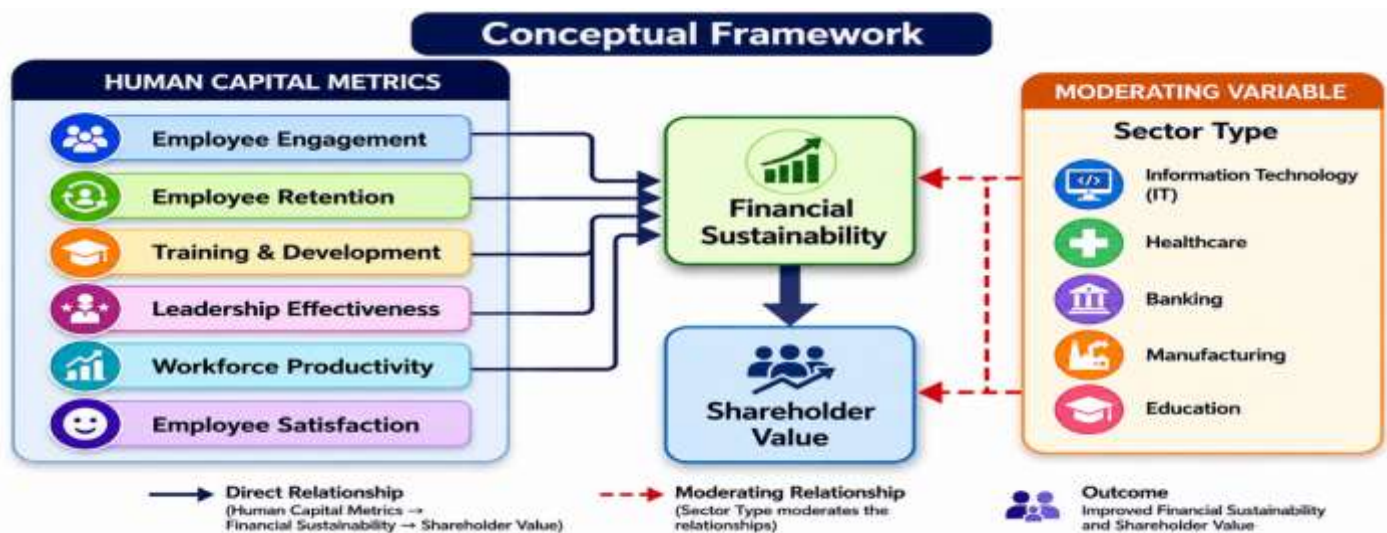 Conceptual Framework
HUMAN CAPITAL METRICS
Employee Engagement
Employee Retention
Training & Development
Leadership Effectiveness
Workforce Productivity
Employee Satisfaction
Financial
Sustainability
Shareholder
Value
MODERATING VARIABLE
Sector Type
Information Technology
(IT)
Healthcare
Banking
Manufacturing
Education
Direct Relationship
(Human Capital Metrics →
Financial Sustainability → Shareholder Value)
Moderating Relationship
(Sector Type moderates the
relationships)
Outcome
Improved Financial Sustainability
and Shareholder Value